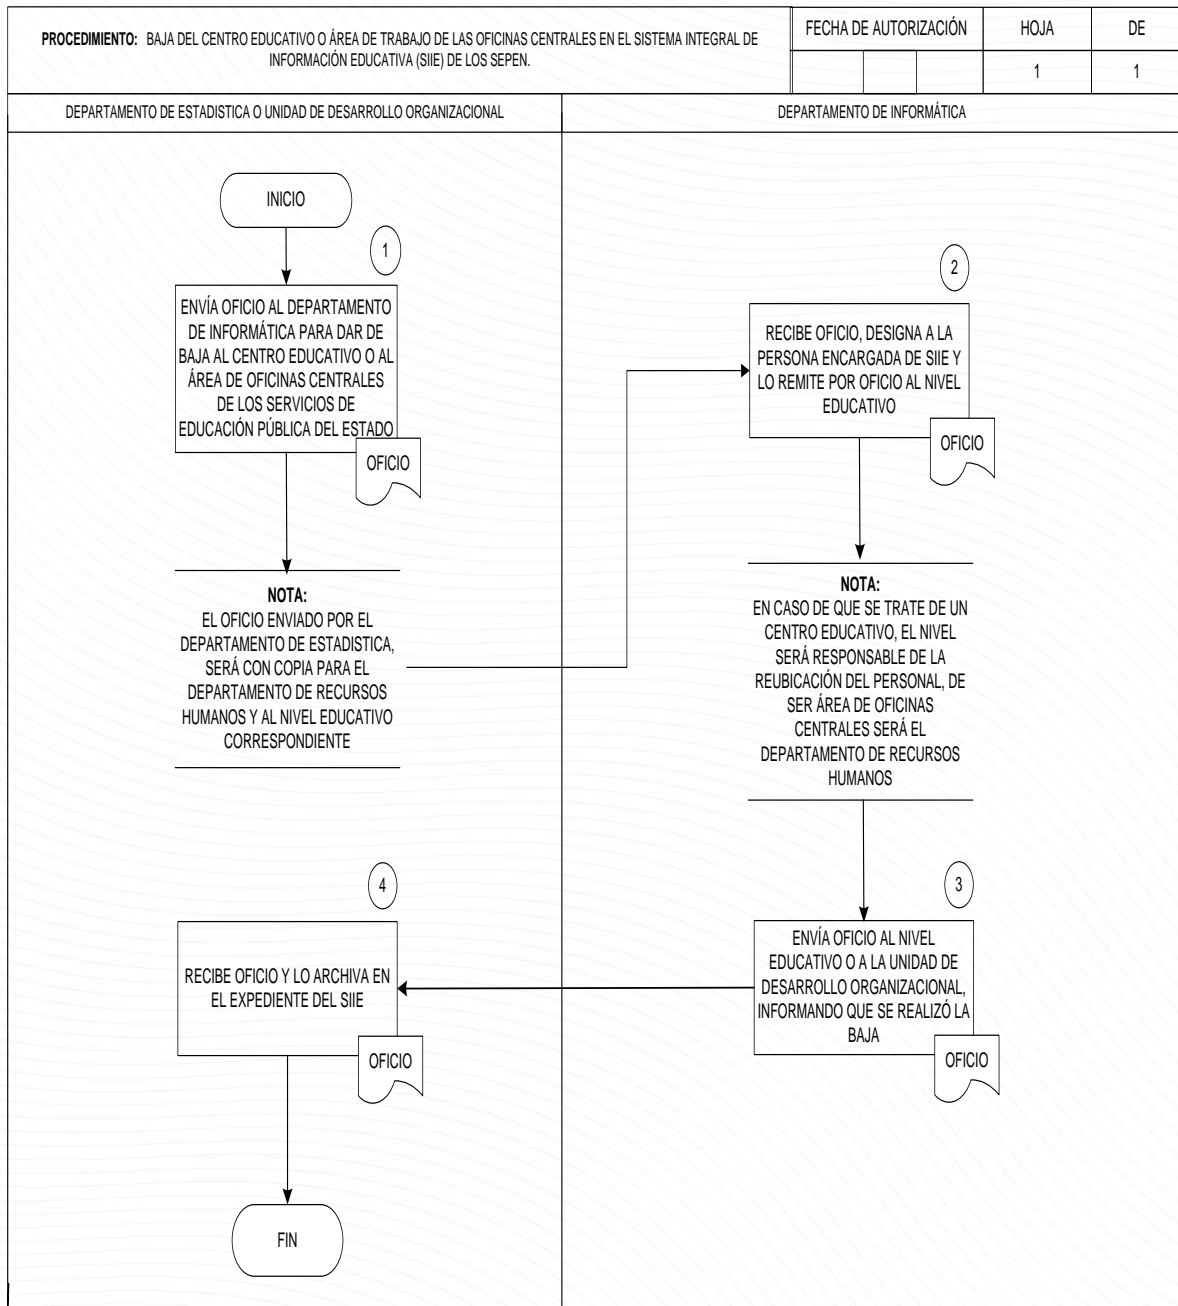 PROCEDIMIENTO: BAJA DEL CENTRO EDUCATIVO O ÁREA DE TRABAJO DE LAS OFICINAS CENTRALES EN EL SISTEMA INTEGRAL DE
INFORMACIÓN EDUCATIVA (SIIE) DE LOS SEPEN.
FECHA DE AUTORIZACIÓN
HOJA
DE
1
1
DEPARTAMENTO DE ESTADISTICA O UNIDAD DE DESARROLLO ORGANIZACIONAL
DEPARTAMENTO DE INFORMÁTICA
INICIO
1
ENVÍA OFICIO AL DEPARTAMENTO
DE INFORMÁTICA PARA DAR DE
BAJA AL CENTRO EDUCATIVO O AL
ÁREA DE OFICINAS CENTRALES
DE LOS SERVICIOS DE
EDUCACIÓN PÚBLICA DEL ESTADO
OFICIO
NOTA:
EL OFICIO ENVIADO POR EL
DEPARTAMENTO DE ESTADISTICA,
SERÁ CON COPIA PARA EL
DEPARTAMENTO DE RECURSOS
HUMANOS Y AL NIVEL EDUCATIVO
CORRESPONDIENTE
2
RECIBE OFICIO, DESIGNA A LA
PERSONA ENCARGADA DE SIIE Y
LO REMITE POR OFICIO AL NIVEL
EDUCATIVO
OFICIO
NOTA:
EN CASO DE QUE SE TRATE DE UN
CENTRO EDUCATIVO, EL NIVEL
SERÁ RESPONSABLE DE LA
REUBICACIÓN DEL PERSONAL, DE
SER ÁREA DE OFICINAS
CENTRALES SERÁ EL
DEPARTAMENTO DE RECURSOS
HUMANOS
3
ENVÍA OFICIO AL NIVEL
EDUCATIVO O A LA UNIDAD DE
DESARROLLO ORGANIZACIONAL,
INFORMANDO QUE SE REALIZÓ LA
BAJA
OFICIO
4
RECIBE OFICIO Y LO ARCHIVA EN
EL EXPEDIENTE DEL SIIE
OFICIO
FIN